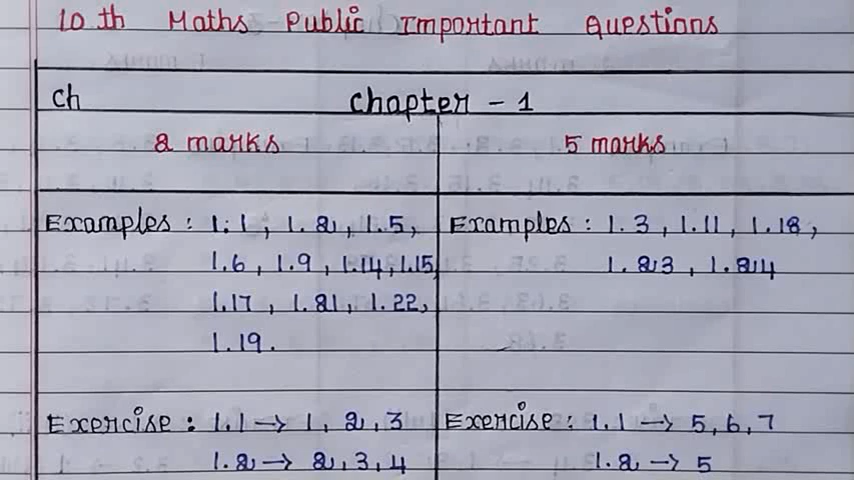 10th Maths Public Important Questions
Ch Chapter - 1
2 marks 5 marks
Examples : 1.1, 1.2, 1.5, Examples : 1.3, 1.11, 1.18,
1.6, 1.9, 1.14, 1.15 1.23, 1.24
1.17, 1.21, 1.22,
1.19.
Exercise : 1.1 → 1, 2, 3 Exercise : 1.1 → 5, 6, 7
1.2 → 2, 3, 4 1.2 → 5